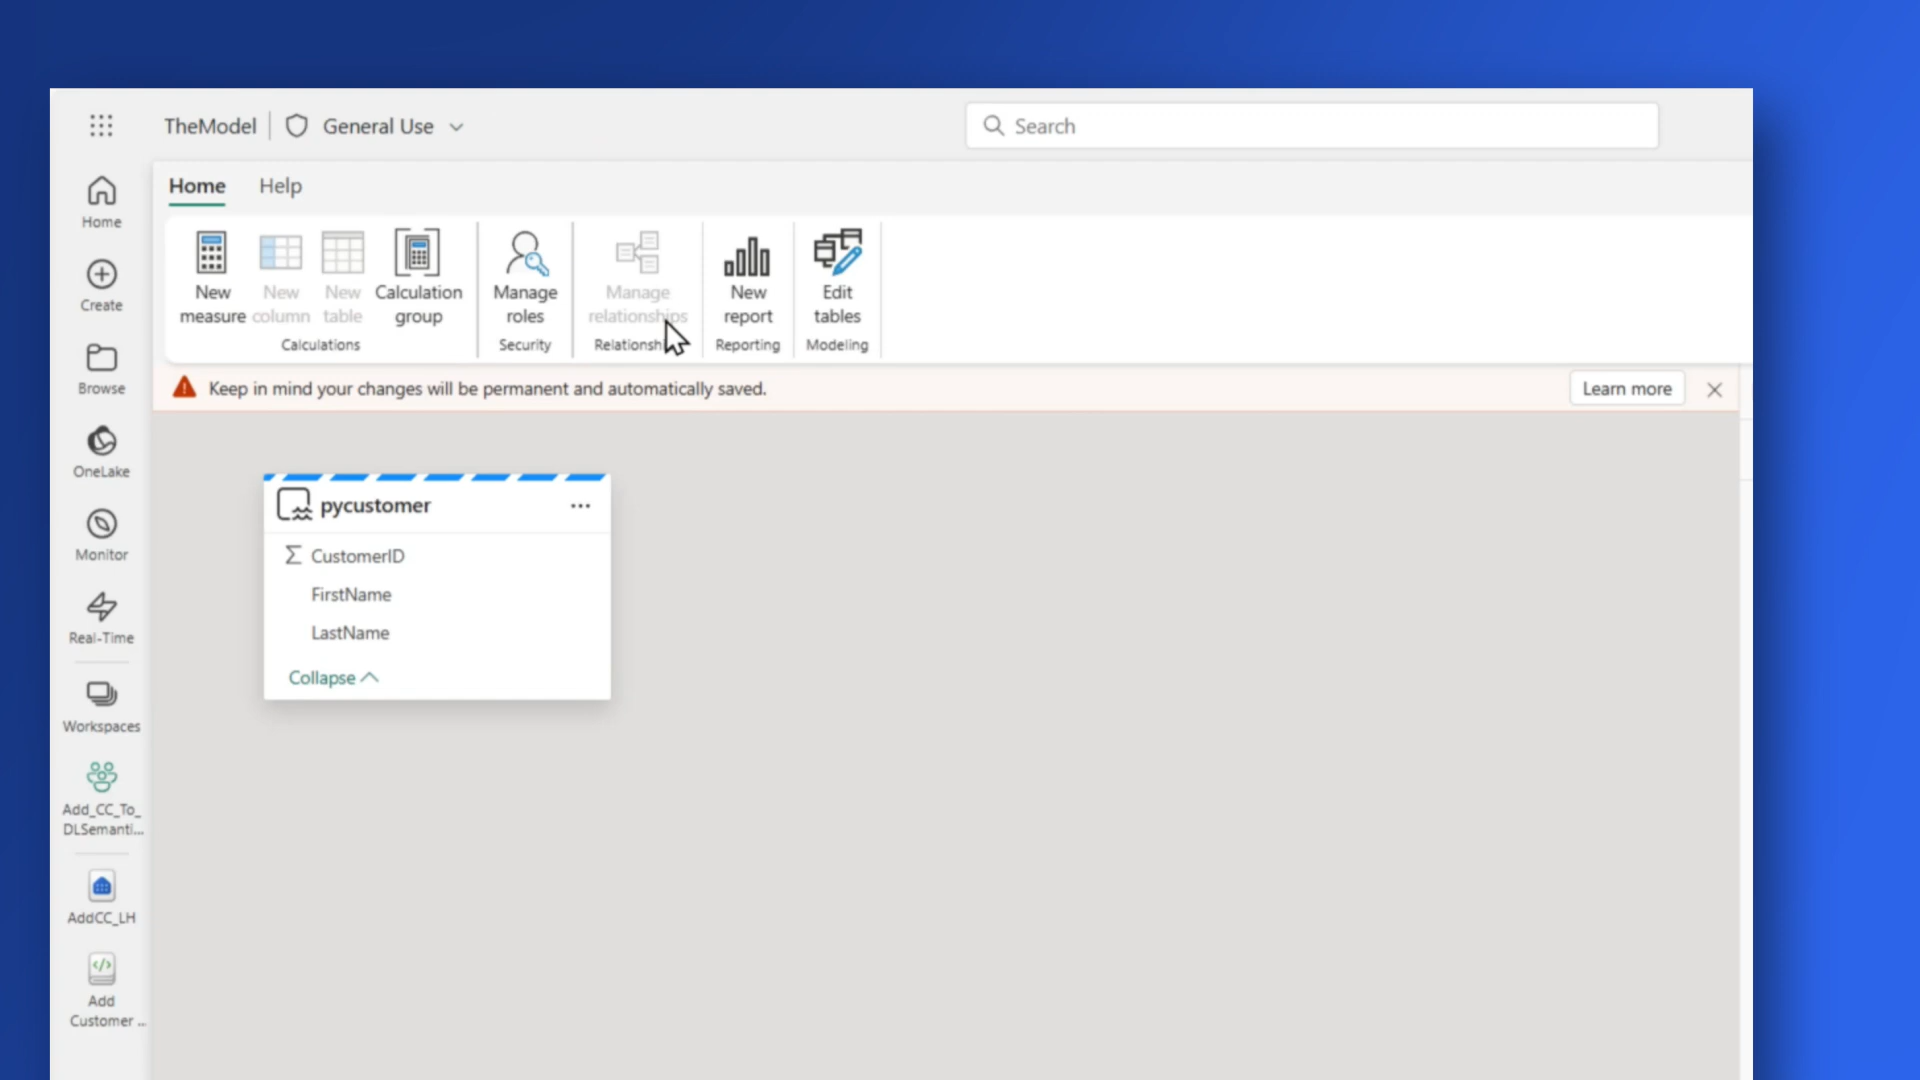 TheModel
General Use
Search
Home
Help
New
measure
New
column
New
table
Calculation
group
Calculations
Manage
roles
Security
Manage
relationships
New
report
Reporting
Edit
tables
Modeling
Keep in mind your changes will be permanent and automatically saved.
Learn more
Home
Create
Browse
OneLake
Monitor
Real-Time
Workspaces
Add_CC_To_
DLSemanti...
AddCC_LH
Add
Customer ...
pycustomer
CustomerID
FirstName
LastName
Collapse